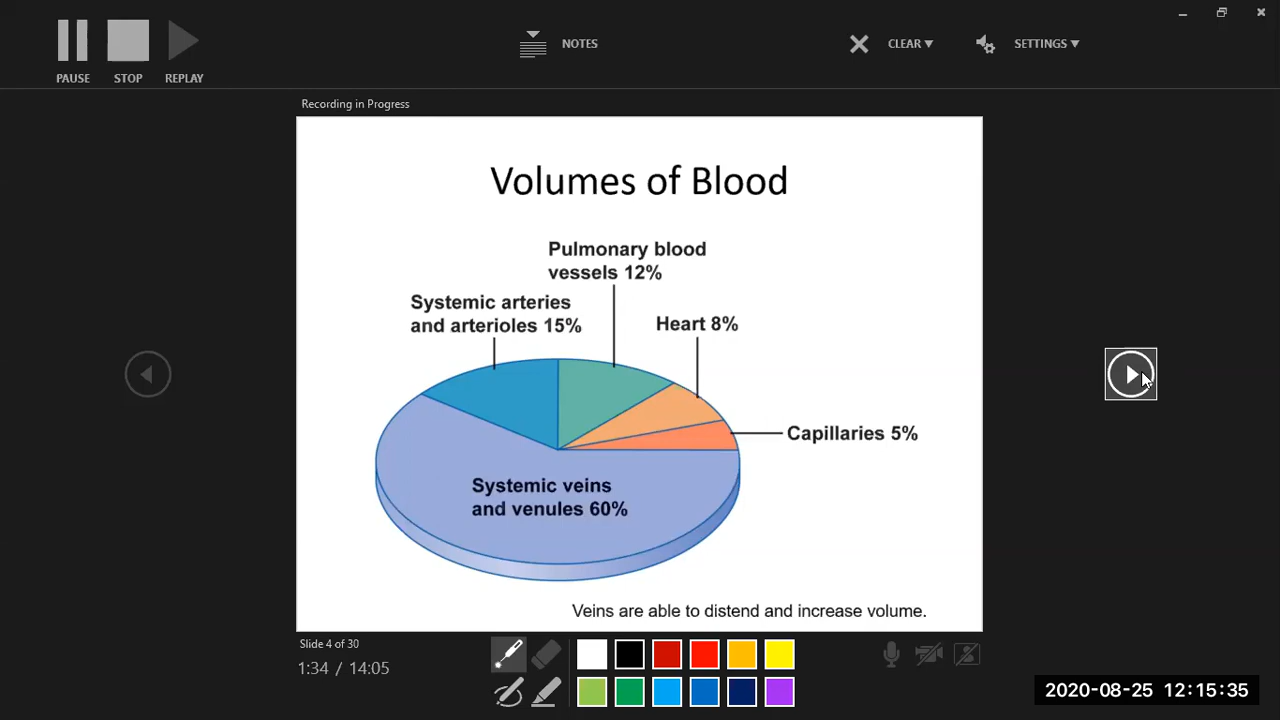 PAUSE STOP REPLAY
NOTES
CLEAR
SETTINGS
Recording in Progress
Volumes of Blood
Pulmonary blood
vessels 12%
Systemic arteries
and arterioles 15%
Heart 8%
Capillaries 5%
Systemic veins
and venules 60%
Veins are able to distend and increase volume.
Slide 4 of 30
1:34 / 14:05
2020-08-25 12:15:35